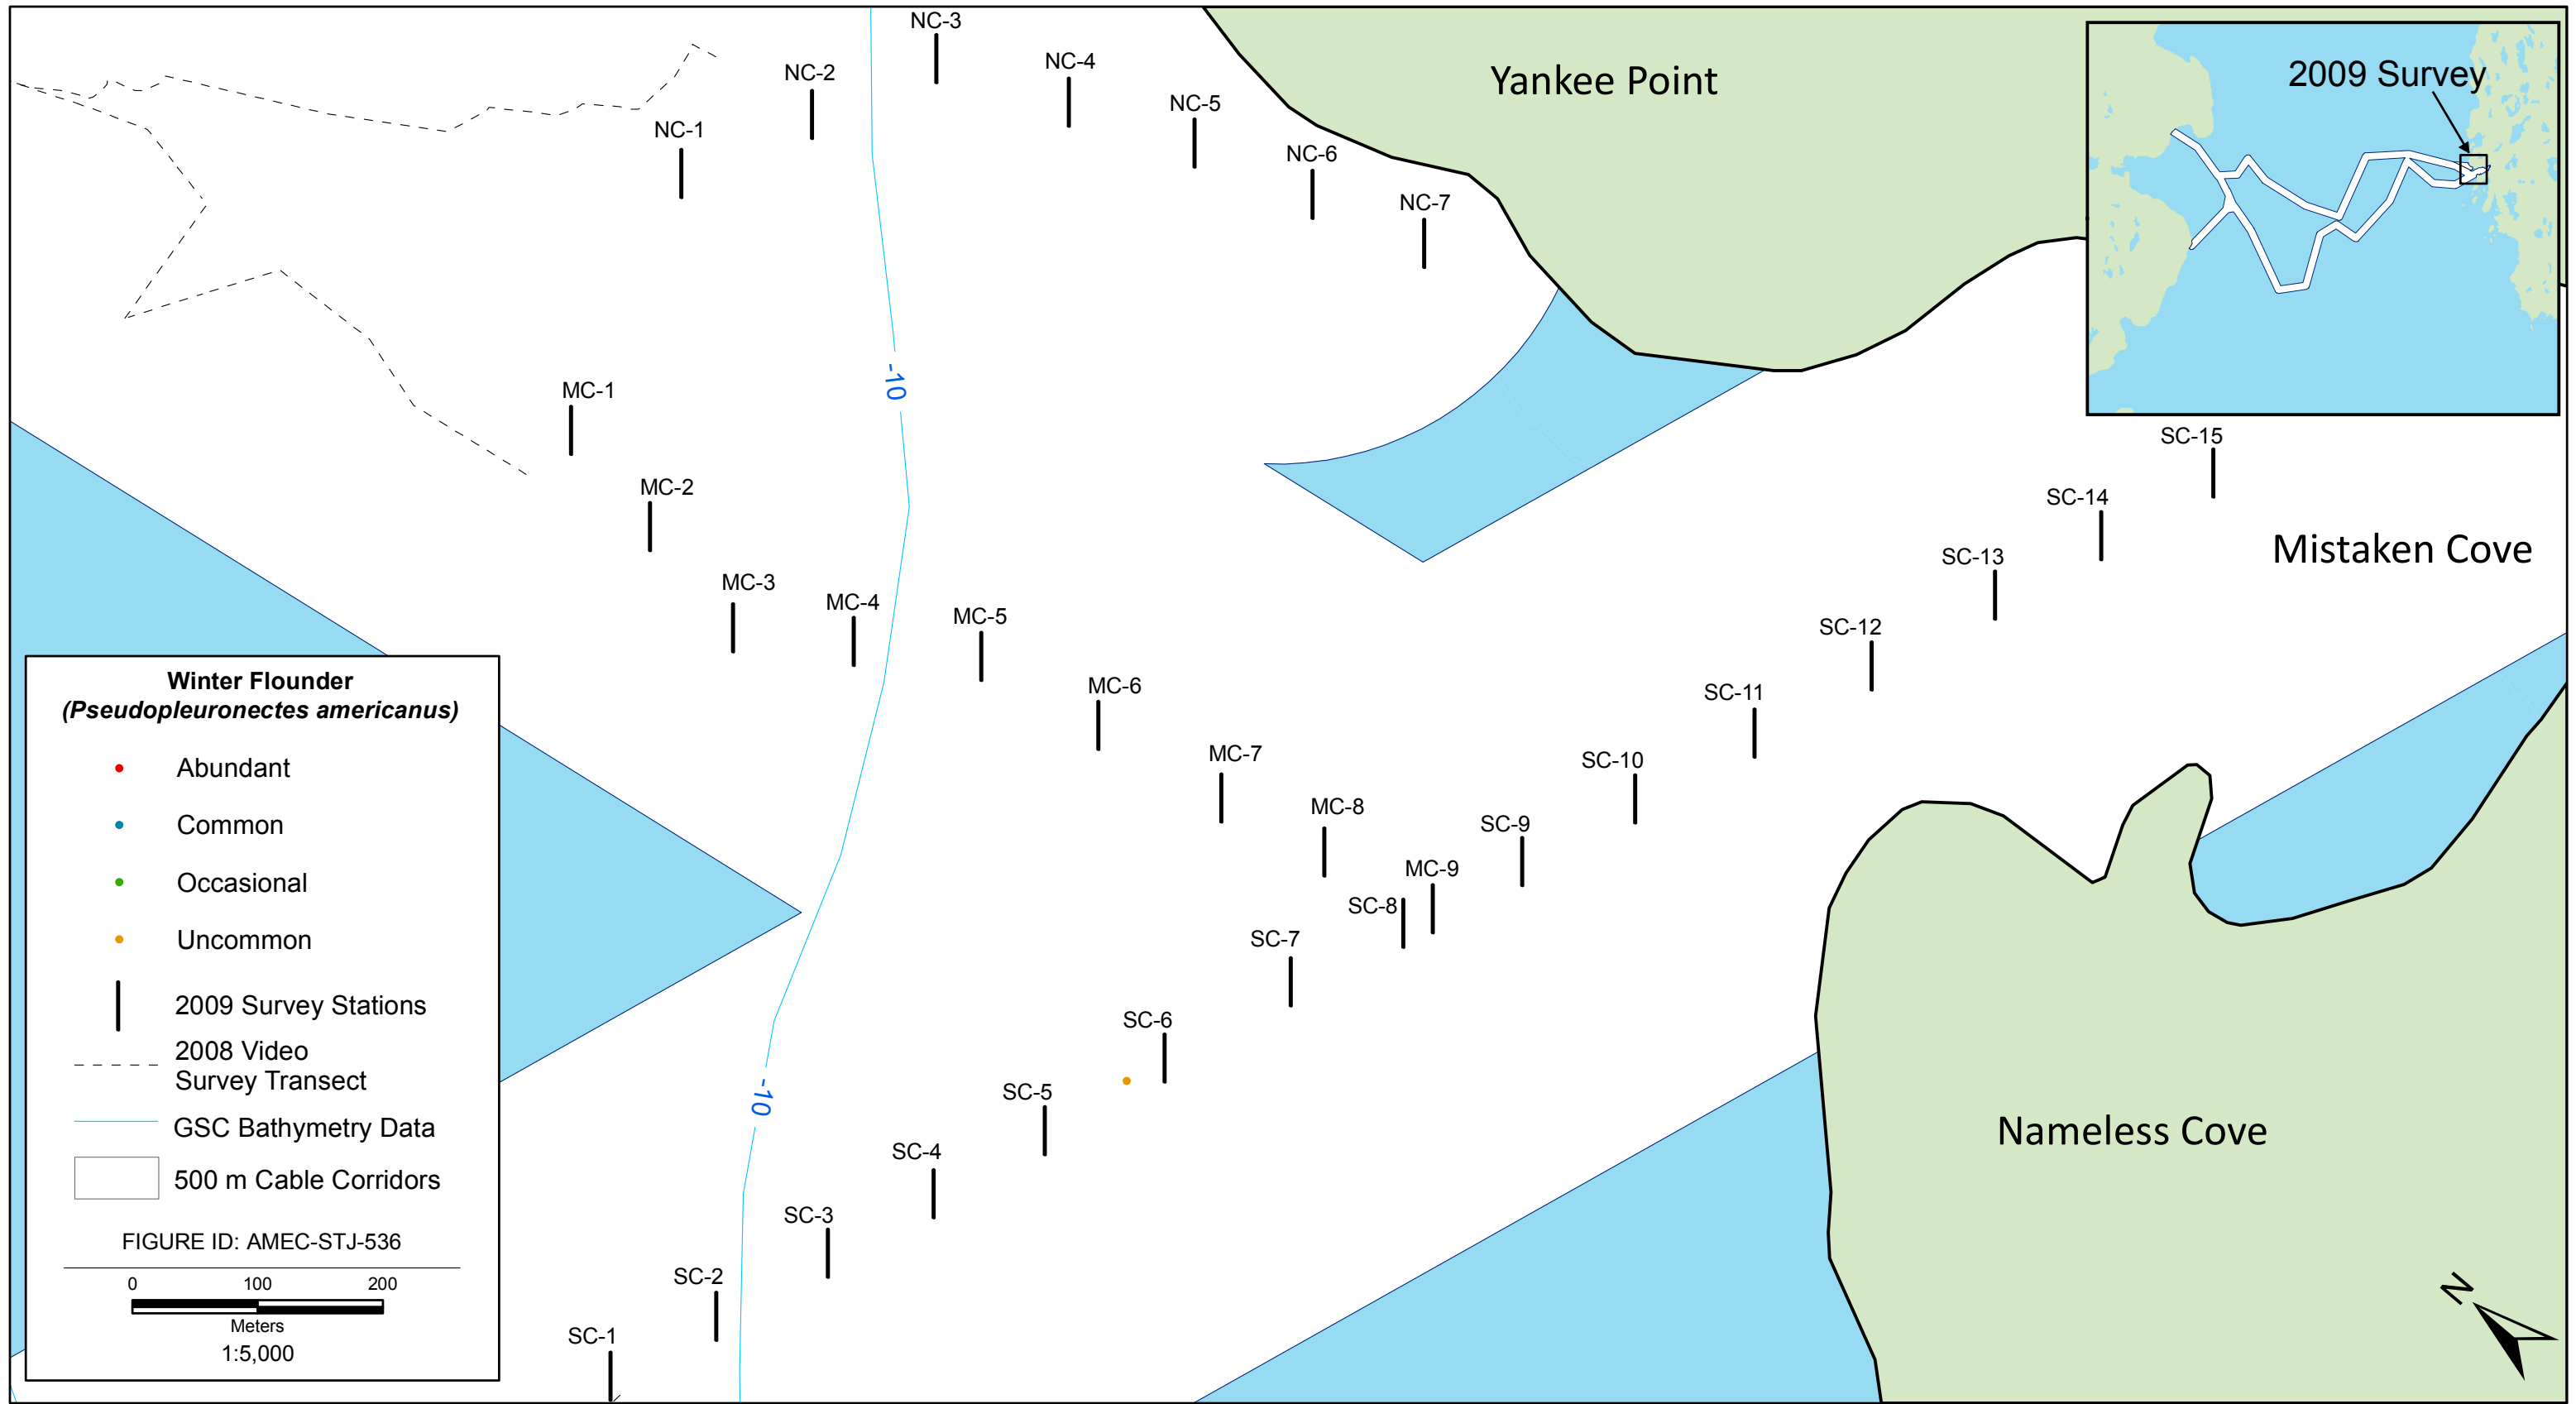 NC-3
NC-4
NC-2
NC-5
NC-1
NC-6
NC-7
Yankee Point
2009 Survey
MC-1
-10
MC-2
MC-3
MC-4
MC-5
MC-6
MC-7
MC-8
MC-9
SC-15
SC-14
SC-13
SC-12
SC-11
SC-10
SC-9
SC-8
SC-7
SC-6
SC-5
SC-4
SC-3
SC-2
SC-1
-10
Mistaken Cove
Nameless Cove
N
Winter Flounder
(Pseudopleuronectes americanus)
Abundant
Common
Occasional
Uncommon
2009 Survey Stations
2008 Video
Survey Transect
GSC Bathymetry Data
500 m Cable Corridors
FIGURE ID: AMEC-STJ-536
0 100 200
Meters
1:5,000